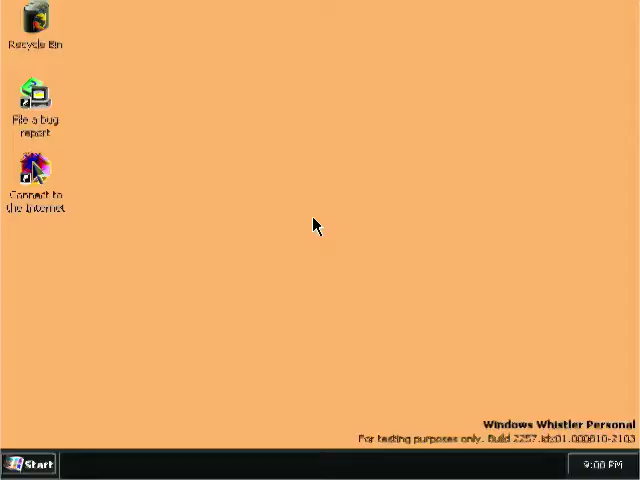 Recycle Bin
File a bug
report
Connect to
the Internet
Windows Whistler Personal
For testing purposes only. Build 2257.idx01.000810-2103
Start
9:00 PM